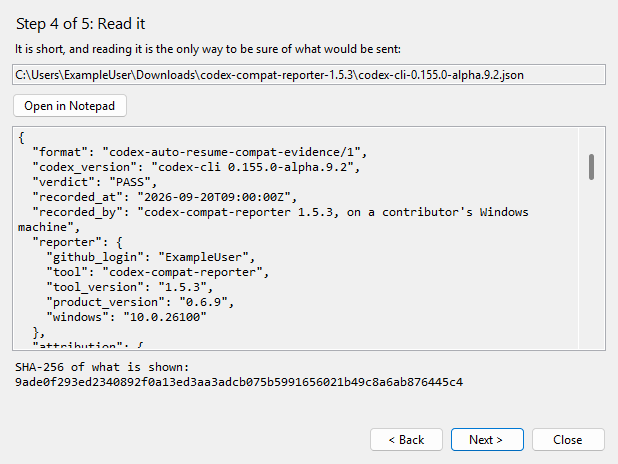 Step 4 of 5: Read it
It is short, and reading it is the only way to be sure of what would be sent:
C:\Users\ExampleUser\Downloads\codex-compat-reporter-1.5.3\codex-cli-0.155.0-alpha.9.2.json
Open in Notepad
{
  "format": "codex-auto-resume-compat-evidence/1",
  "codex_version": "codex-cli 0.155.0-alpha.9.2",
  "verdict": "PASS",
  "recorded_at": "2026-09-20T09:00:00Z",
  "recorded_by": "codex-compat-reporter 1.5.3, on a contributor's Windows
machine",
  "reporter": {
    "github_login": "ExampleUser",
    "tool": "codex-compat-reporter",
    "tool_version": "1.5.3",
    "product_version": "0.6.9",
    "windows": "10.0.26100"
  },
  "attribution": {
SHA-256 of what is shown:
9ade0f293ed2340892f0a13ed3aa3adcb075b5991656021b49c8a6ab876445c4
< Back
Next >
Close